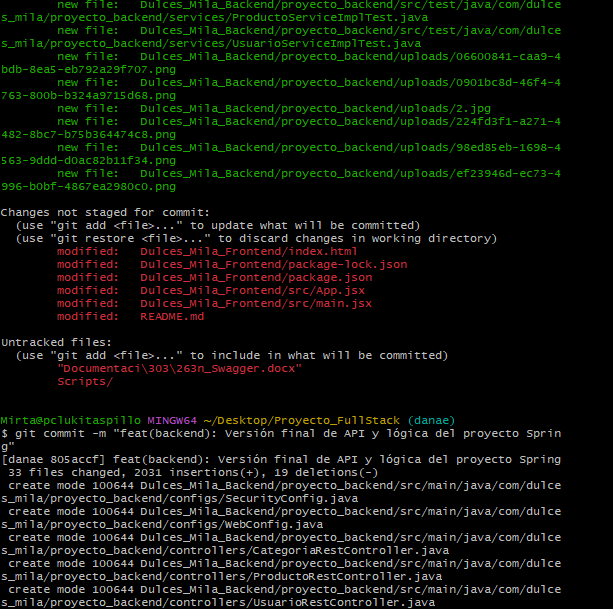 new file:   Dulces_Mila_Backend/proyecto_backend/src/test/java/com/dulce
s_mila/proyecto_backend/services/ProductoServiceImplTest.java
new file:   Dulces_Mila_Backend/proyecto_backend/src/test/java/com/dulce
s_mila/proyecto_backend/services/UsuarioServiceImplTest.java
new file:   Dulces_Mila_Backend/proyecto_backend/uploads/06600841-caa9-4
bdb-8ea5-eb792a29f707.png
new file:   Dulces_Mila_Backend/proyecto_backend/uploads/0901bc8d-46f4-4
763-800b-b324a9715d68.png
new file:   Dulces_Mila_Backend/proyecto_backend/uploads/2.jpg
new file:   Dulces_Mila_Backend/proyecto_backend/uploads/224fd3f1-a271-4
482-8bc7-b75b364474c8.png
new file:   Dulces_Mila_Backend/proyecto_backend/uploads/98ed85eb-1698-4
563-9ddd-d0ac82b11f34.png
new file:   Dulces_Mila_Backend/proyecto_backend/uploads/ef23946d-ec73-4
996-b0bf-4867ea2980c0.png
Changes not staged for commit:
(use "git add <file>..." to update what will be committed)
(use "git restore <file>..." to discard changes in working directory)
modified:   Dulces_Mila_Frontend/index.html
modified:   Dulces_Mila_Frontend/package-lock.json
modified:   Dulces_Mila_Frontend/package.json
modified:   Dulces_Mila_Frontend/src/App.jsx
modified:   Dulces_Mila_Frontend/src/main.jsx
modified:   README.md
Untracked files:
(use "git add <file>..." to include in what will be committed)
"Documentaci\303\263n_Swagger.docx"
Scripts/
Mirta@pclukitaspillo MINGW64 ~/Desktop/Proyecto_FullStack (danae)
$ git commit -m "feat(backend): Versión final de API y lógica del proyecto Sprin
g"
[danae 805accf] feat(backend): Versión final de API y lógica del proyecto Spring
33 files changed, 2031 insertions(+), 19 deletions(-)
create mode 100644 Dulces_Mila_Backend/proyecto_backend/src/main/java/com/dulce
s_mila/proyecto_backend/configs/SecurityConfig.java
create mode 100644 Dulces_Mila_Backend/proyecto_backend/src/main/java/com/dulce
s_mila/proyecto_backend/configs/WebConfig.java
create mode 100644 Dulces_Mila_Backend/proyecto_backend/src/main/java/com/dulce
s_mila/proyecto_backend/controllers/CategoriaRestController.java
create mode 100644 Dulces_Mila_Backend/proyecto_backend/src/main/java/com/dulce
s_mila/proyecto_backend/controllers/ProductoRestController.java
create mode 100644 Dulces_Mila_Backend/proyecto_backend/src/main/java/com/dulce
s_mila/proyecto_backend/controllers/UsuarioRestController.java